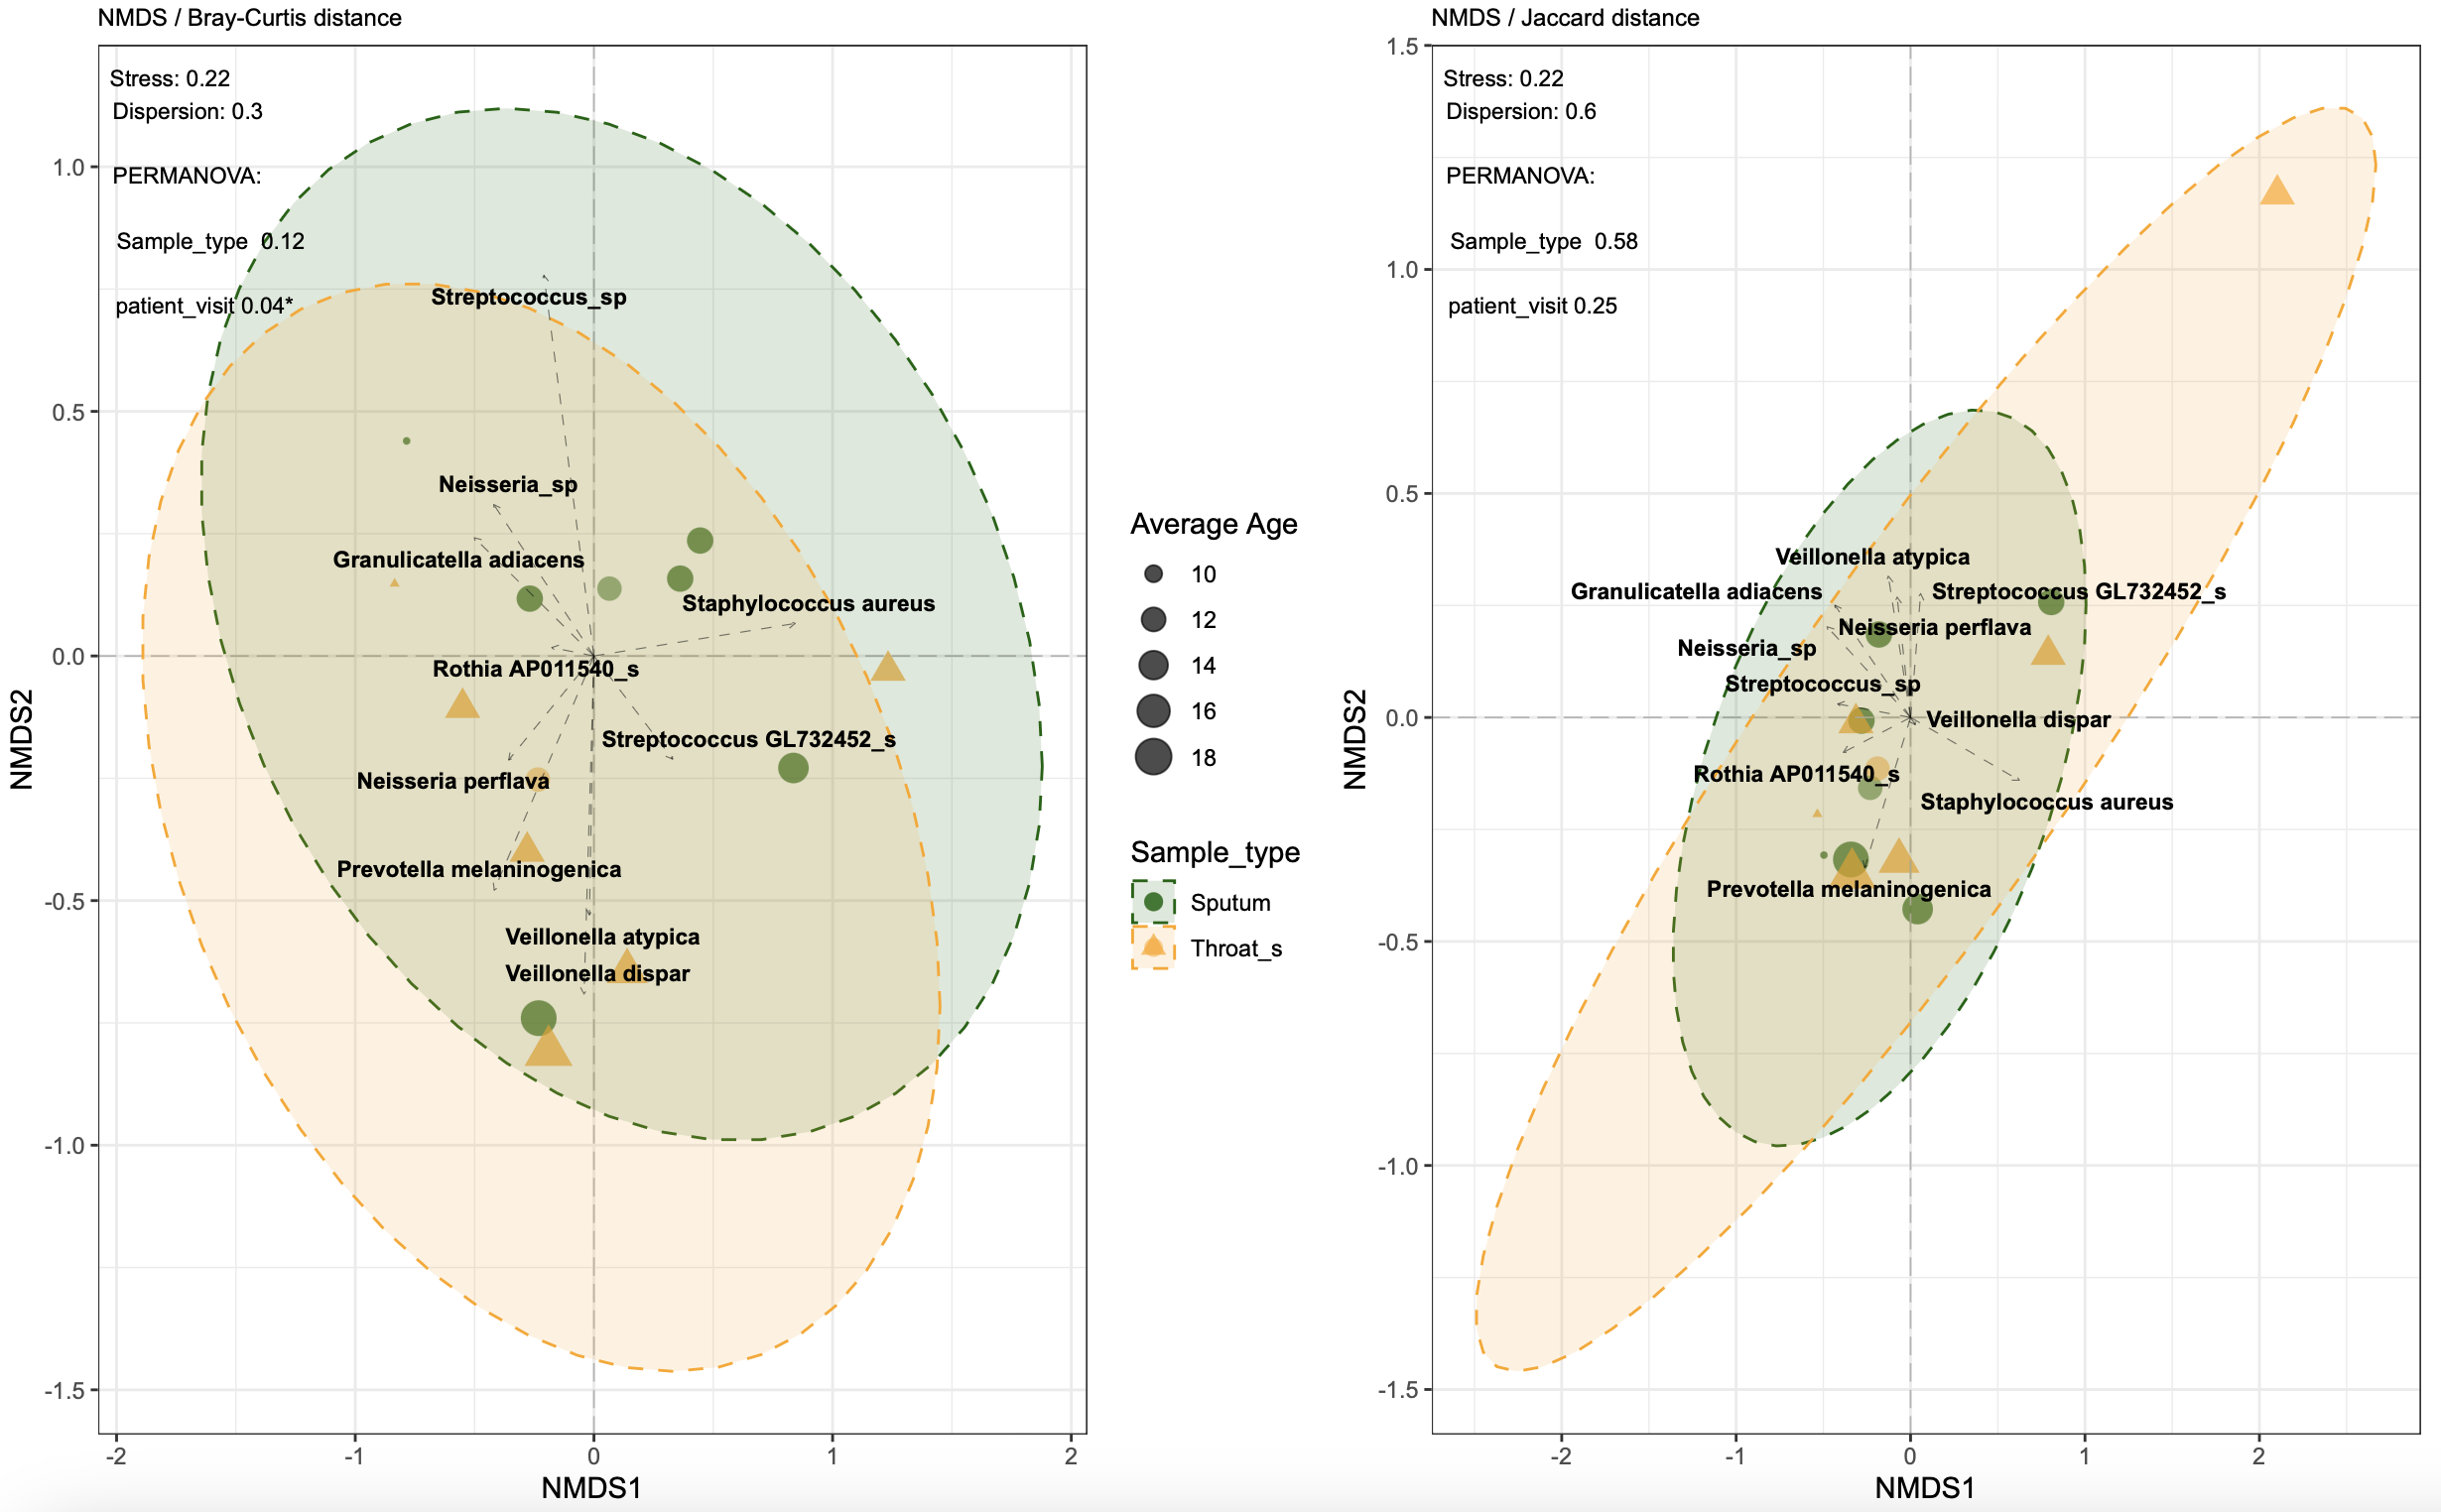 NMDS / Bray-Curtis distance
Stress: 0.22
Dispersion: 0.3
PERMANOVA:
Sample_type 0.12
patient_visit 0.04*
1.0
0.5
0.0
-0.5
-1.0
-1.5
NMDS2
Streptococcus_sp
Neisseria_sp
Granulicatella adiacens
Staphylococcus aureus
Rothia AP011540_s
Streptococcus GL732452_s
Neisseria perflava
Prevotella melaninogenica
Veillonella atypica
Veillonella dispar
-2
-1
0
1
2
NMDS1
Average Age
10
12
14
16
18
Sample_type
Sputum
Throat_s
NMDS / Jaccard distance
Stress: 0.22
Dispersion: 0.6
PERMANOVA:
Sample_type 0.58
patient_visit 0.25
1.5
1.0
0.5
0.0
-0.5
-1.0
-1.5
NMDS2
Veillonella atypica
Granulicatella adiacens
Streptococcus GL732452_s
Neisseria perflava
Neisseria_sp
Streptococcus_sp
Veillonella dispar
Rothia AP011540_s
Staphylococcus aureus
Prevotella melaninogenica
-2
-1
0
1
2
NMDS1